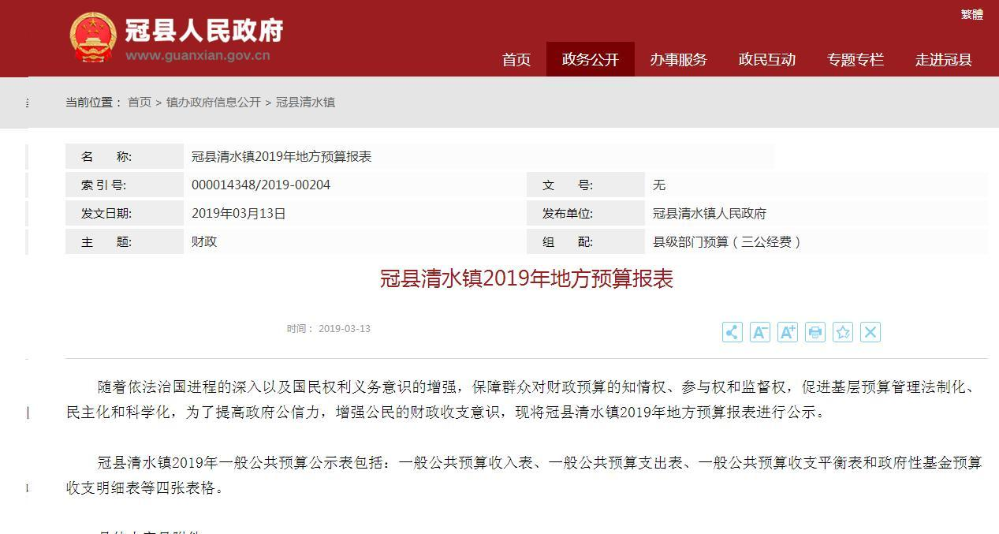 繁體
冠县人民政府
www.guanxian.gov.cn
首页 政务公开 办事服务 政民互动 专题专栏 走进冠县
当前位置： 首页 > 镇办政府信息公开 > 冠县清水镇
名 称: 冠县清水镇2019年地方预算报表
索 引 号: 000014348/2019-00204 文 号: 无
发文日期: 2019年03月13日 发布单位: 冠县清水镇人民政府
主 题: 财政 组 配: 县级部门预算（三公经费）
冠县清水镇2019年地方预算报表
时间： 2019-03-13
A- A+
随着依法治国进程的深入以及国民权利义务意识的增强，保障群众对财政预算的知情权、参与权和监督权，促进基层预算管理法制化、
民主化和科学化，为了提高政府公信力，增强公民的财政收支意识，现将冠县清水镇2019年地方预算报表进行公示。
冠县清水镇2019年一般公共预算公示表包括：一般公共预算收入表、一般公共预算支出表、一般公共预算收支平衡表和政府性基金预算
收支明细表等四张表格。